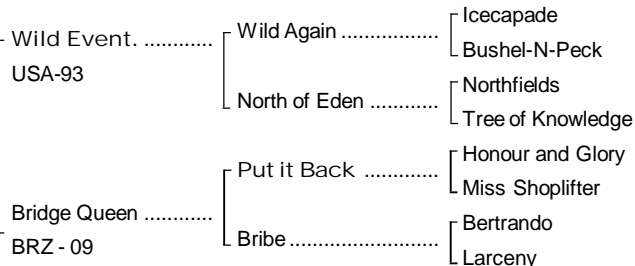 Icecapade
Wild Event. ............ Wild Again .................
Bushel-N-Peck
USA-93
Northfields
North of Eden ............
Tree of Knowledge
Honour and Glory
Put it Back .............
Miss Shoplifter
Bridge Queen ............
Bertrando
BRZ - 09
Bribe ..........................
Larceny